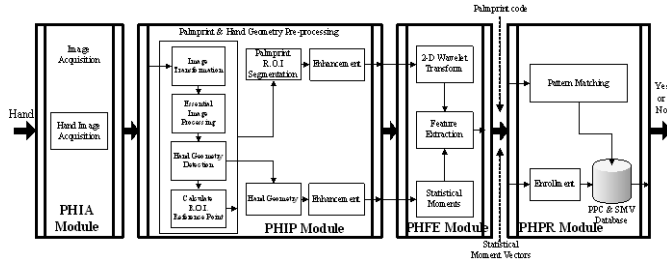 Palmprint code
Palmprint & Hand Geometry Pre-processing
Image
Acquisition
Hand
Hand Image
Acquisition
PHIA
Module
Image
Transformation
Essential
Image
Processing
Hand Geometry
Detection
Calculate
R.O.I.
Reference Point
Palmprint
R.O.I
Segmentation
Enhancement
Hand Geometry
Enhancement
PHIP Module
2-D Wavelet
Transform
Feature
Extraction
Statistical
Moments
PHFE Module
Statistical
Moment Vectors
Pattern Matching
Enrollment
PPC & SMV
Database
PHPR Module
Yes
or
No